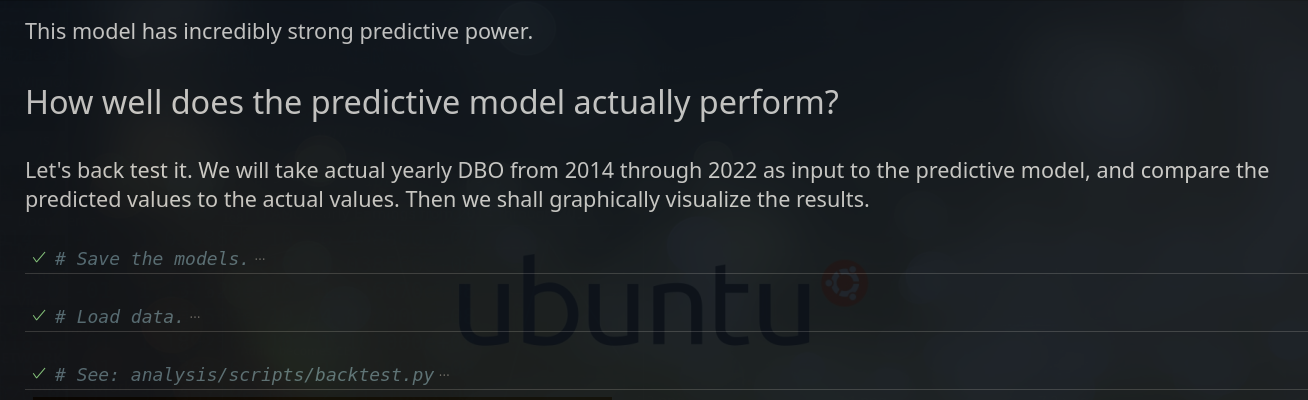 This model has incredibly strong predictive power.
How well does the predictive model actually perform?
Let's back test it. We will take actual yearly DBO from 2014 through 2022 as input to the predictive model, and compare the
predicted values to the actual values. Then we shall graphically visualize the results.
✓ # Save the models. ···
✓ # Load data. ···
ubuntu
✓ # See: analysis/scripts/backtest.py ···